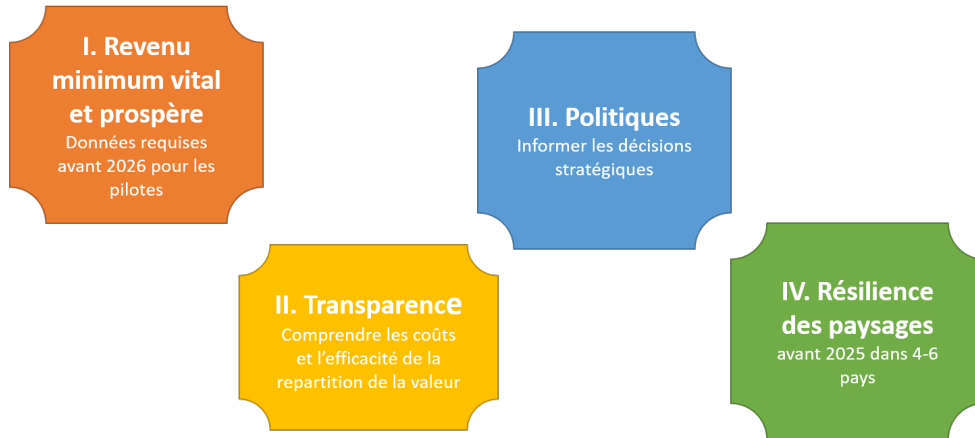 I. Revenu
minimum vital
et prospère
Données requises
avant 2026 pour les
pilotes
II. Transparence
Comprendre les coûts
et l'efficacité de la
repartition de la valeur
III. Politiques
Informer les décisions
stratégiques
IV. Résilience
des paysages
avant 2025 dans 4-6
pays